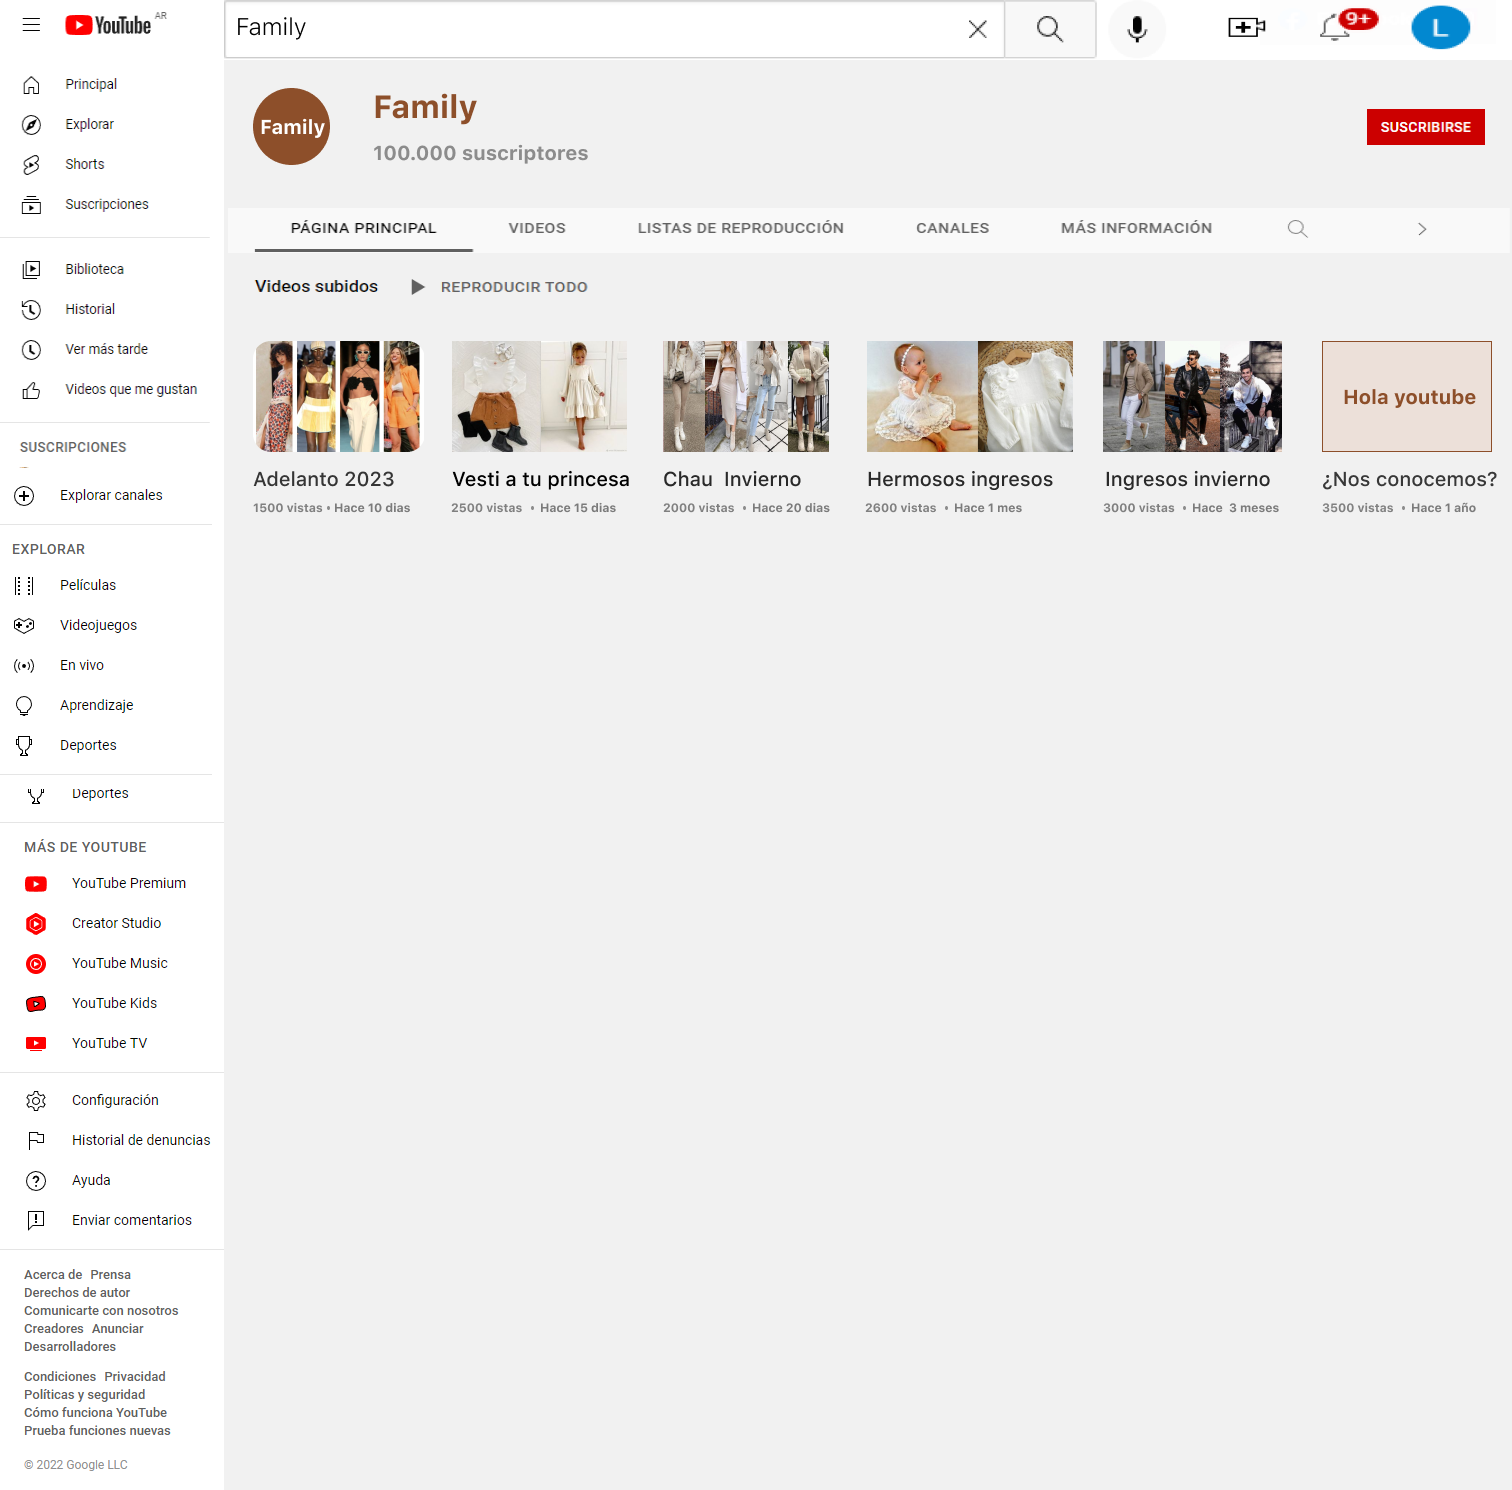 YouTube AR
Family
9+
L
Principal
Explorar
Shorts
Suscripciones
Biblioteca
Historial
Ver más tarde
Videos que me gustan
SUSCRIPCIONES
Explorar canales
EXPLORAR
Películas
Videojuegos
En vivo
Aprendizaje
Deportes
Deportes
MÁS DE YOUTUBE
YouTube Premium
Creator Studio
YouTube Music
YouTube Kids
YouTube TV
Configuración
Historial de denuncias
Ayuda
Enviar comentarios
Acerca de Prensa
Derechos de autor
Comunicarte con nosotros
Creadores Anunciar
Desarrolladores
Condiciones Privacidad
Políticas y seguridad
Cómo funciona YouTube
Prueba funciones nuevas
© 2022 Google LLC
Family
Family
100.000 suscriptores
SUSCRIBIRSE
PÁGINA PRINCIPAL VIDEOS LISTAS DE REPRODUCCIÓN CANALES MÁS INFORMACIÓN
Videos subidos REPRODUCIR TODO
Hola youtube
Adelanto 2023
1500 vistas • Hace 10 dias
Vesti a tu princesa
2500 vistas • Hace 15 dias
Chau Invierno
2000 vistas • Hace 20 dias
Hermosos ingresos
2600 vistas • Hace 1 mes
Ingresos invierno
3000 vistas • Hace 3 meses
¿Nos conocemos?
3500 vistas • Hace 1 año